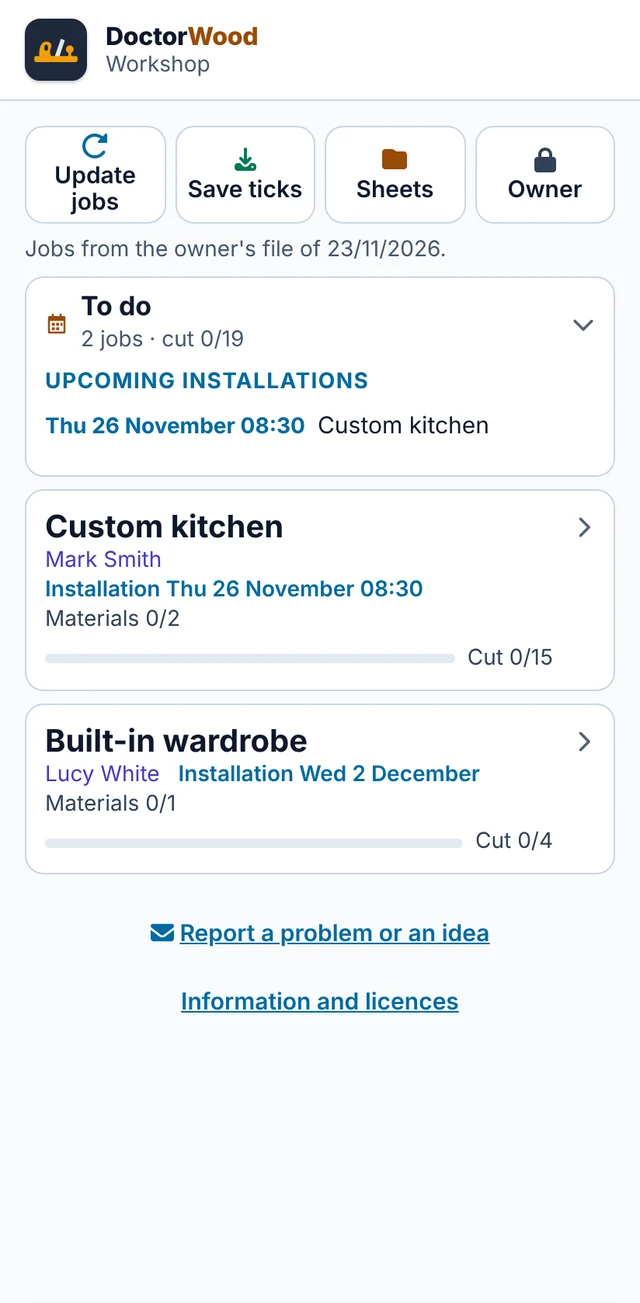 DoctorWood
Workshop
Update
jobs
Save ticks
Sheets
Owner
Jobs from the owner's file of 23/11/2026.
To do
2 jobs · cut 0/19
UPCOMING INSTALLATIONS
Thu 26 November 08:30 Custom kitchen
Custom kitchen
Mark Smith
Installation Thu 26 November 08:30
Materials 0/2
Cut 0/15
Built-in wardrobe
Lucy White Installation Wed 2 December
Materials 0/1
Cut 0/4
Report a problem or an idea
Information and licences